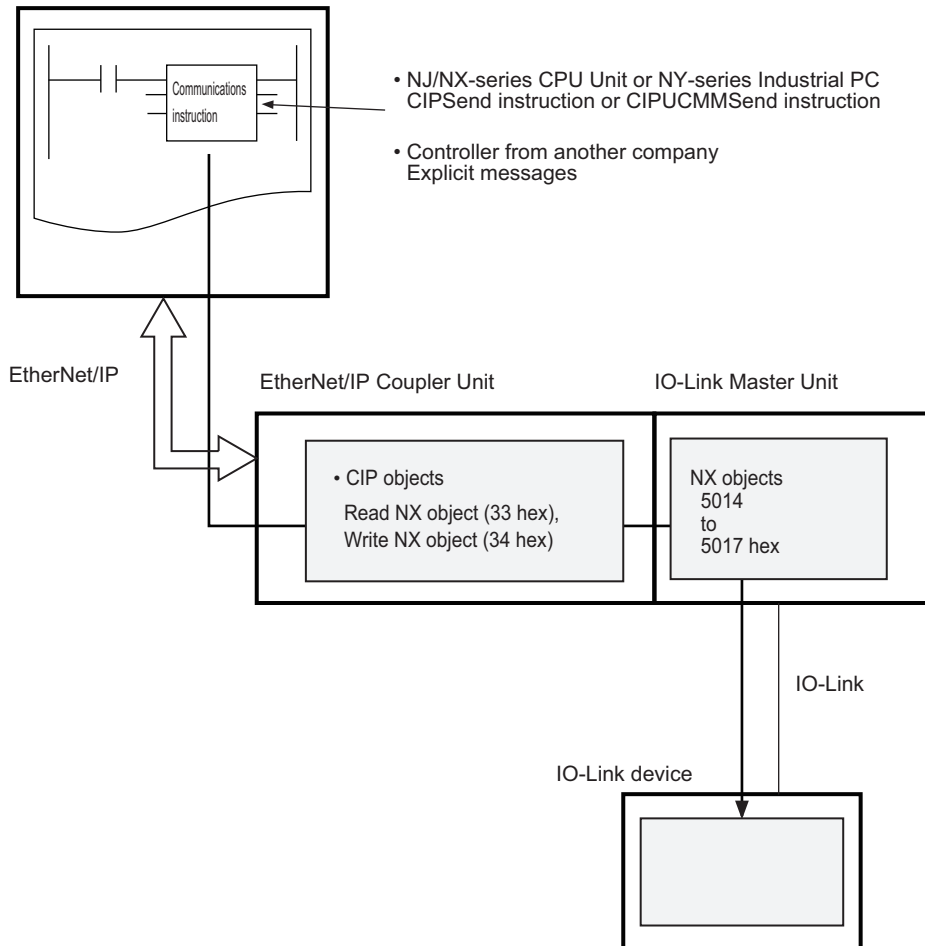 Communications
instruction
• NJ/NX-series CPU Unit or NY-series Industrial PC
CIPSend instruction or CIPUCMMSend instruction
• Controller from another company
Explicit messages
EtherNet/IP
EtherNet/IP Coupler Unit
IO-Link Master Unit
• CIP objects
Read NX object (33 hex),
Write NX object (34 hex)
NX objects
5014
to
5017 hex
IO-Link
IO-Link device